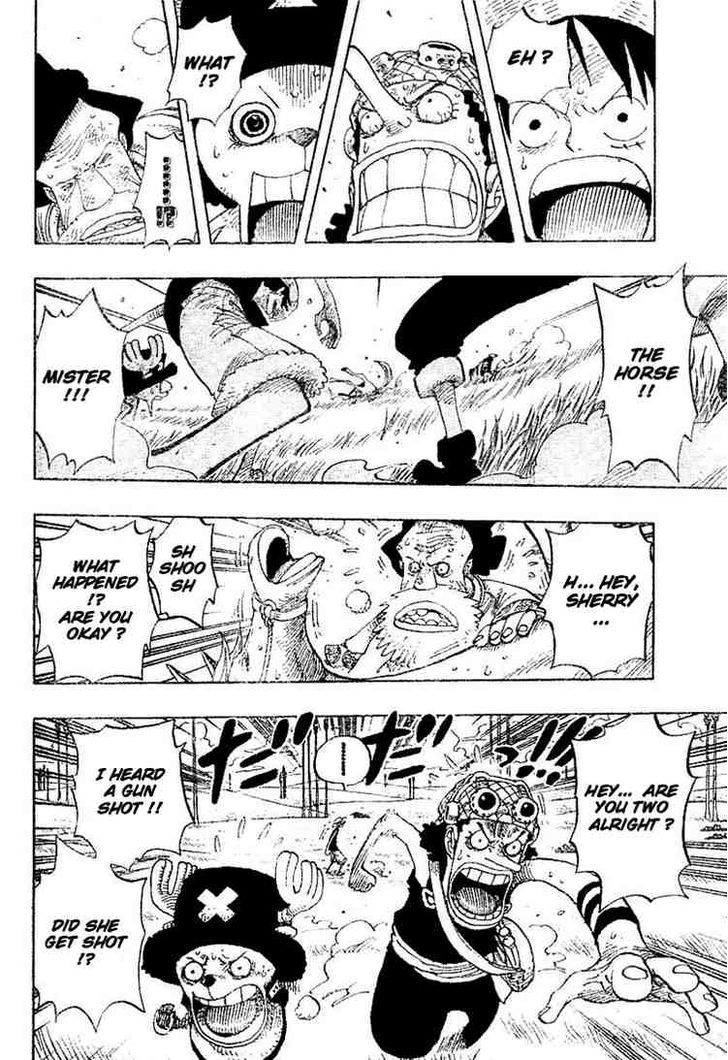 EH ?
WHAT
!?
.......!?
THE
HORSE
!!
MISTER
!!!
H... HEY,
SHERRY
...
SH
SHOO
SH
WHAT
HAPPENED
!?
ARE YOU
OKAY ?
HEY... ARE
YOU TWO
ALRIGHT ?
I HEARD
A GUN
SHOT !!
DID SHE
GET SHOT
!?